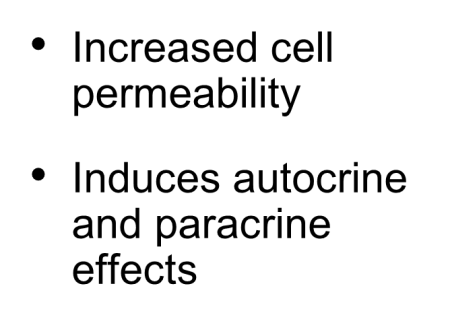 • Increased cell
permeability
• Induces autocrine
and paracrine
effects